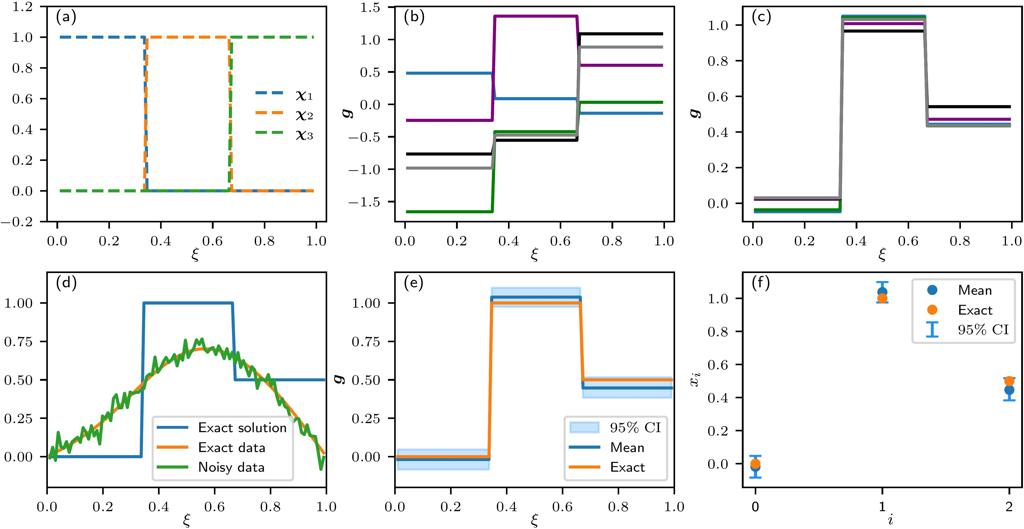 (a)
1.2
1.0
0.8
0.6
0.4
0.2
0.0
−0.2
χ1
χ2
χ3
0.0 0.2 0.4 0.6 0.8 1.0
ξ
(b)
g
1.5
1.0
0.5
0.0
−0.5
−1.0
−1.5
0.0 0.2 0.4 0.6 0.8 1.0
ξ
(c)
g
1.0
0.8
0.6
0.4
0.2
0.0
0.0 0.2 0.4 0.6 0.8 1.0
ξ
(d)
1.00
0.75
0.50
0.25
0.00
Exact solution
Exact data
Noisy data
0.0 0.2 0.4 0.6 0.8 1.0
ξ
(e)
g
1.00
0.75
0.50
0.25
0.00
95% CI
Mean
Exact
0.0 0.2 0.4 0.6 0.8 1.0
ξ
(f)
xi
1.0
0.8
0.6
0.4
0.2
0.0
Mean
Exact
95% CI
0 1 2
i